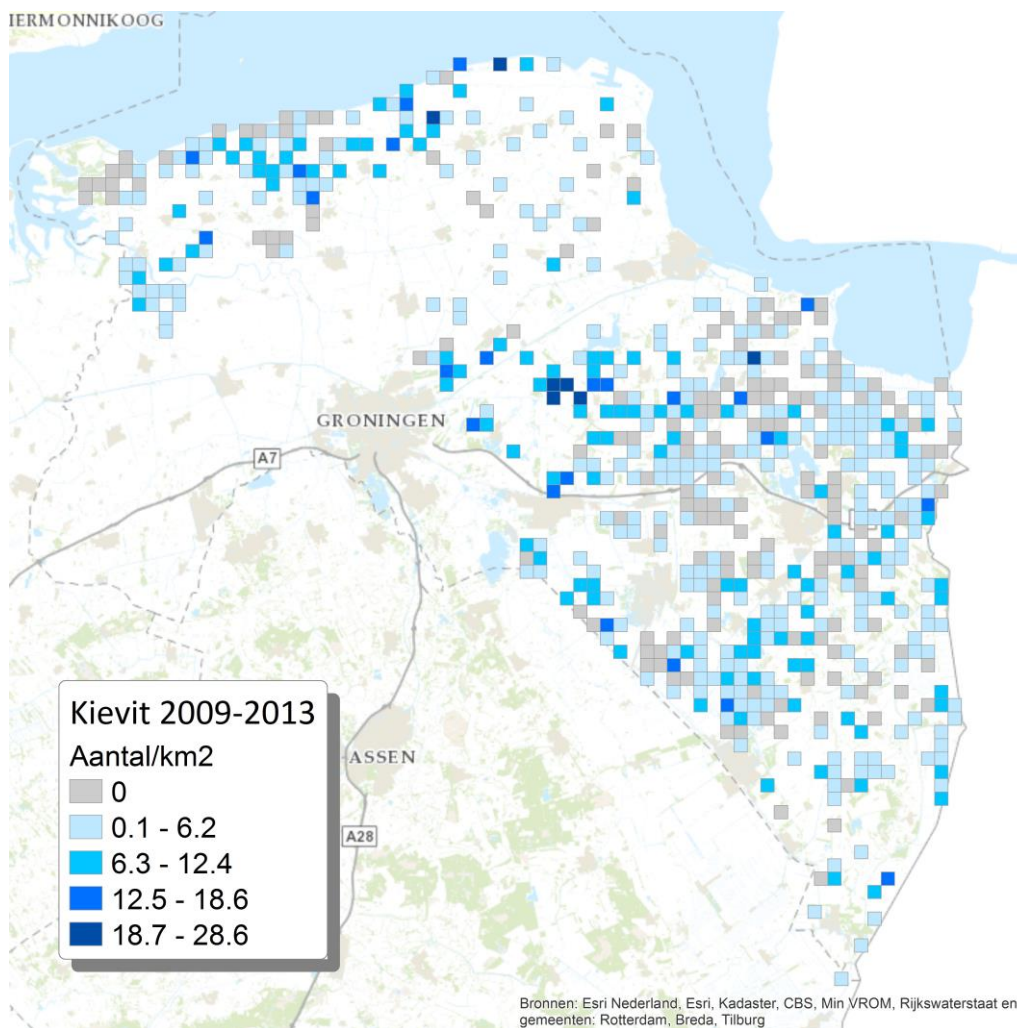 IERMONNIKOOG
GRONINGEN
A7
ASSEN
A28
Kievit 2009-2013
Aantal/km2
0
0.1 - 6.2
6.3 - 12.4
12.5 - 18.6
18.7 - 28.6
Bronnen: Esri Nederland, Esri, Kadaster, CBS, Min VROM, Rijkswaterstaat en
gemeenten: Rotterdam, Breda, Tilburg